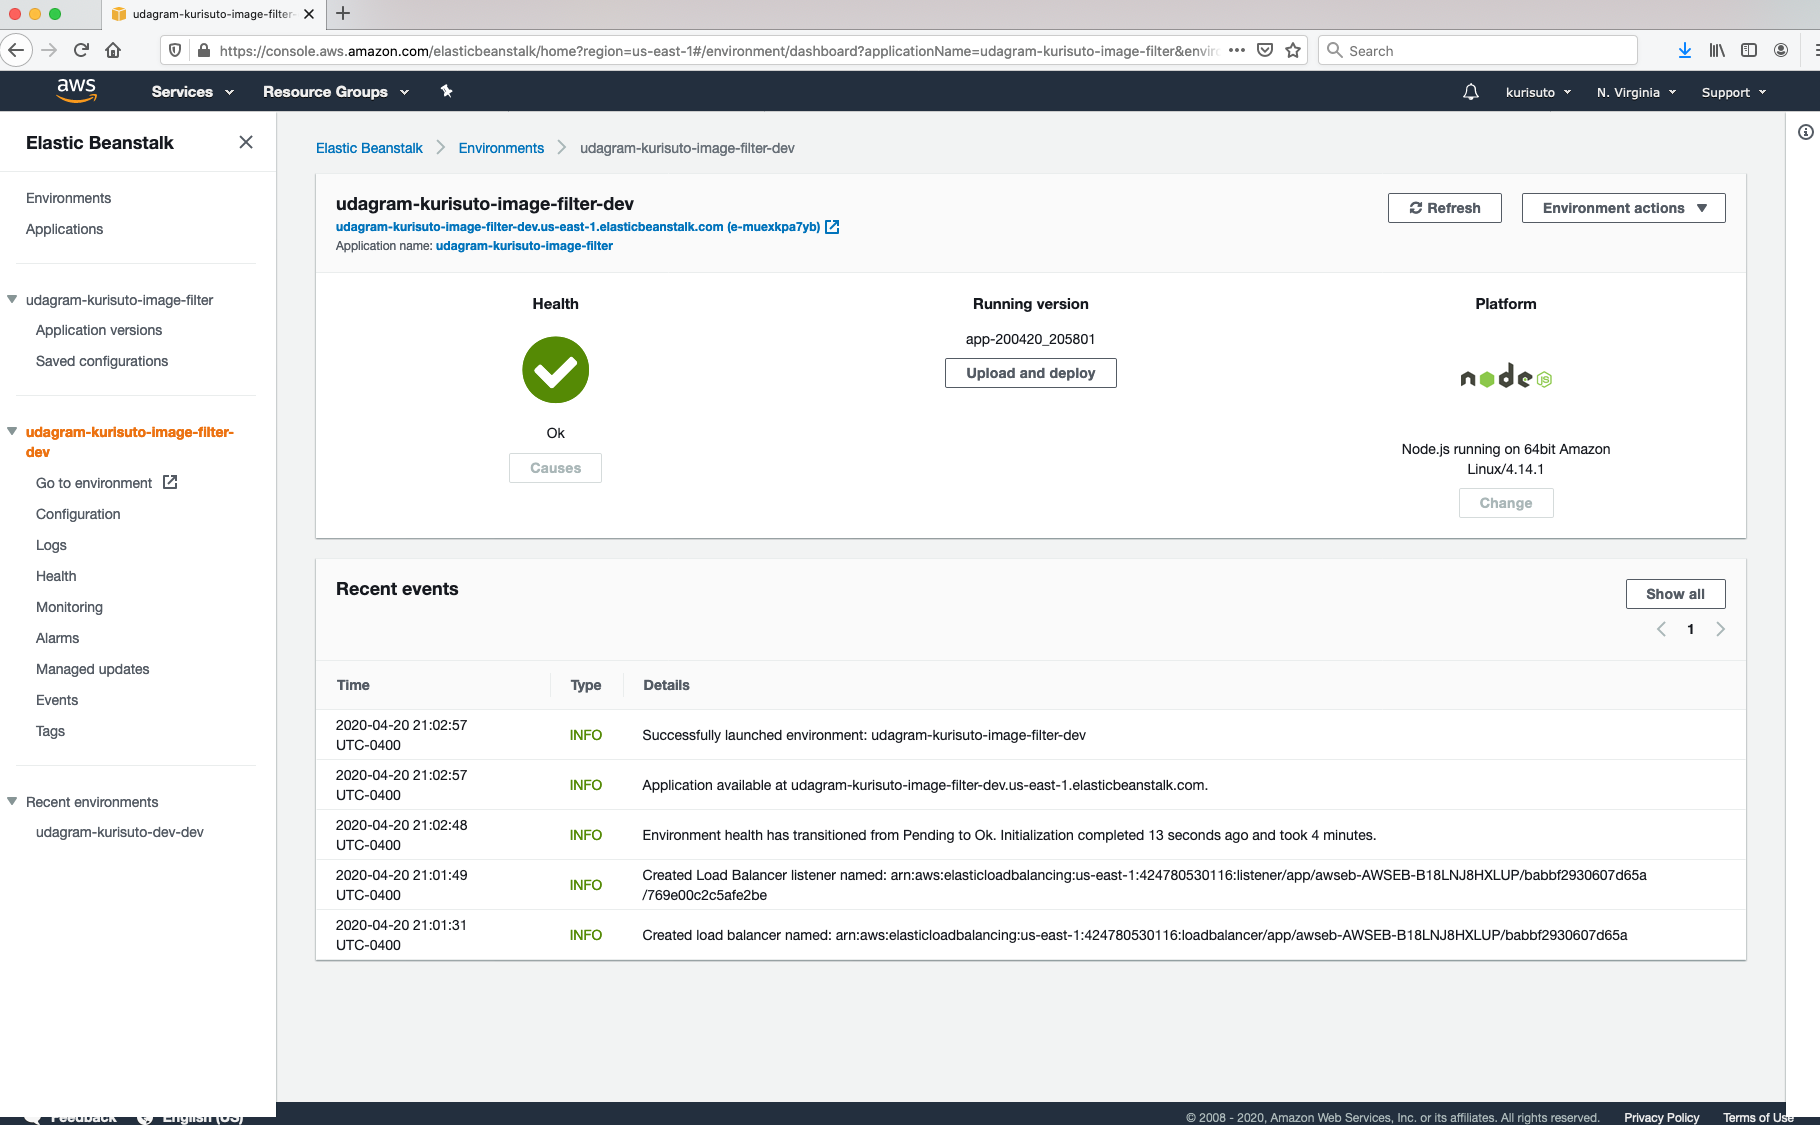 udagram-kurisuto-image-filter-
https://console.aws.amazon.com/elasticbeanstalk/home?region=us-east-1#/environment/dashboard?applicationName=udagram-kurisuto-image-filter&envir
Search
aws
Services
Resource Groups
kurisuto
N. Virginia
Support
Elastic Beanstalk
Environments
Applications
udagram-kurisuto-image-filter
Application versions
Saved configurations
udagram-kurisuto-image-filter-
dev
Go to environment
Configuration
Logs
Health
Monitoring
Alarms
Managed updates
Events
Tags
Recent environments
udagram-kurisuto-dev-dev
Elastic Beanstalk > Environments > udagram-kurisuto-image-filter-dev
udagram-kurisuto-image-filter-dev
udagram-kurisuto-image-filter-dev.us-east-1.elasticbeanstalk.com (e-muexkpa7yb)
Application name: udagram-kurisuto-image-filter
Refresh
Environment actions
Health
Ok
Causes
Running version
app-200420_205801
Upload and deploy
Platform
node JS
Node.js running on 64bit Amazon
Linux/4.14.1
Change
Recent events
Show all
1
Time Type Details
2020-04-20 21:02:57
UTC-0400
INFO
Successfully launched environment: udagram-kurisuto-image-filter-dev
2020-04-20 21:02:57
UTC-0400
INFO
Application available at udagram-kurisuto-image-filter-dev.us-east-1.elasticbeanstalk.com.
2020-04-20 21:02:48
UTC-0400
INFO
Environment health has transitioned from Pending to Ok. Initialization completed 13 seconds ago and took 4 minutes.
2020-04-20 21:01:49
UTC-0400
INFO
Created Load Balancer listener named: arn:aws:elasticloadbalancing:us-east-1:424780530116:listener/app/awseb-AWSEB-B18LNJ8HXLUP/babbf2930607d65a
/769e00c2c5afe2be
2020-04-20 21:01:31
UTC-0400
INFO
Created load balancer named: arn:aws:elasticloadbalancing:us-east-1:424780530116:loadbalancer/app/awseb-AWSEB-B18LNJ8HXLUP/babbf2930607d65a
Feedback
English (US)
© 2008 - 2020, Amazon Web Services, Inc. or its affiliates. All rights reserved.
Privacy Policy
Terms of Use